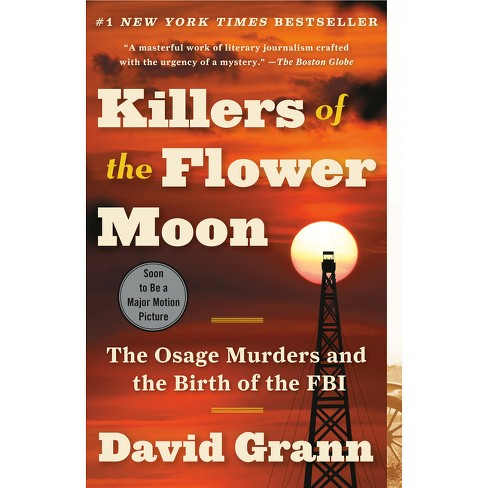 #1 NEW YORK TIMES BESTSELLER
“A masterful work of literary journalism crafted
with the urgency of a mystery.” —The Boston Globe
Killers of
the Flower
Moon
Soon
to Be a
Major Motion
Picture
The Osage Murders and
the Birth of the FBI
David Grann